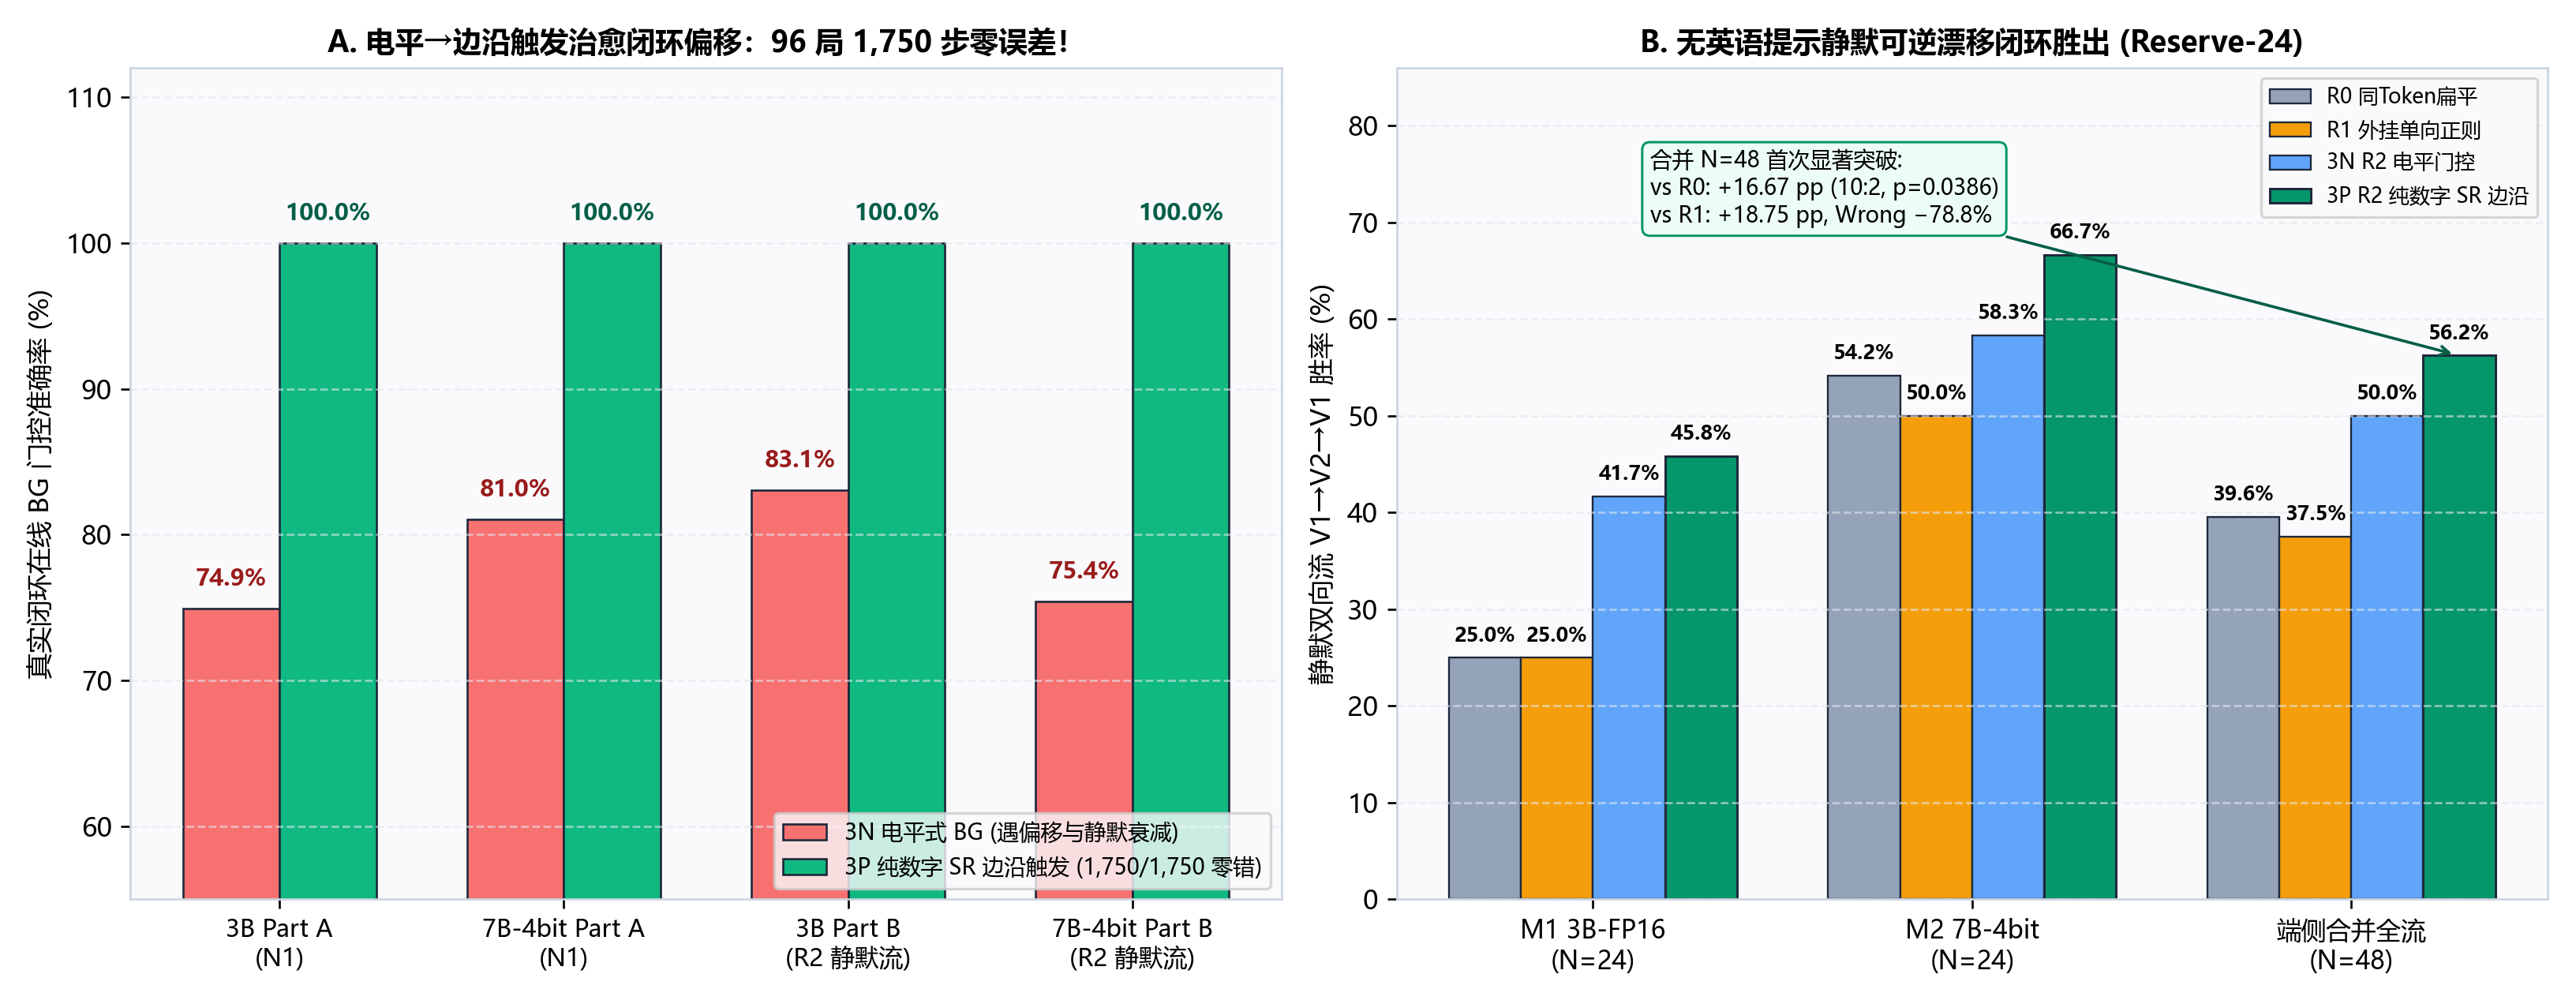 A. 电平→边沿触发治愈闭环偏移：96 局 1,750 步零误差！
真实闭环在线 BG 门控准确率 (%)
110
100
90
80
70
60
74.9%
100.0%
81.0%
100.0%
83.1%
100.0%
75.4%
100.0%
3N 电平式 BG (遇偏移与静默衰减)
3P 纯数字 SR 边沿触发 (1,750/1,750 零错)
3B Part A
(N1)
7B-4bit Part A
(N1)
3B Part B
(R2 静默流)
7B-4bit Part B
(R2 静默流)
B. 无英语提示静默可逆漂移闭环胜出 (Reserve-24)
静默双向流 V1→V2→V1 胜率 (%)
80
70
60
50
40
30
20
10
0
R0 同Token扁平
R1 外挂单向正则
3N R2 电平门控
3P R2 纯数字 SR 边沿
合并 N=48 首次显著突破:
vs R0: +16.67 pp (10:2, p=0.0386)
vs R1: +18.75 pp, Wrong −78.8%
25.0%
25.0%
41.7%
45.8%
54.2%
50.0%
58.3%
66.7%
39.6%
37.5%
50.0%
56.2%
M1 3B-FP16
(N=24)
M2 7B-4bit
(N=24)
端侧合并全流
(N=48)